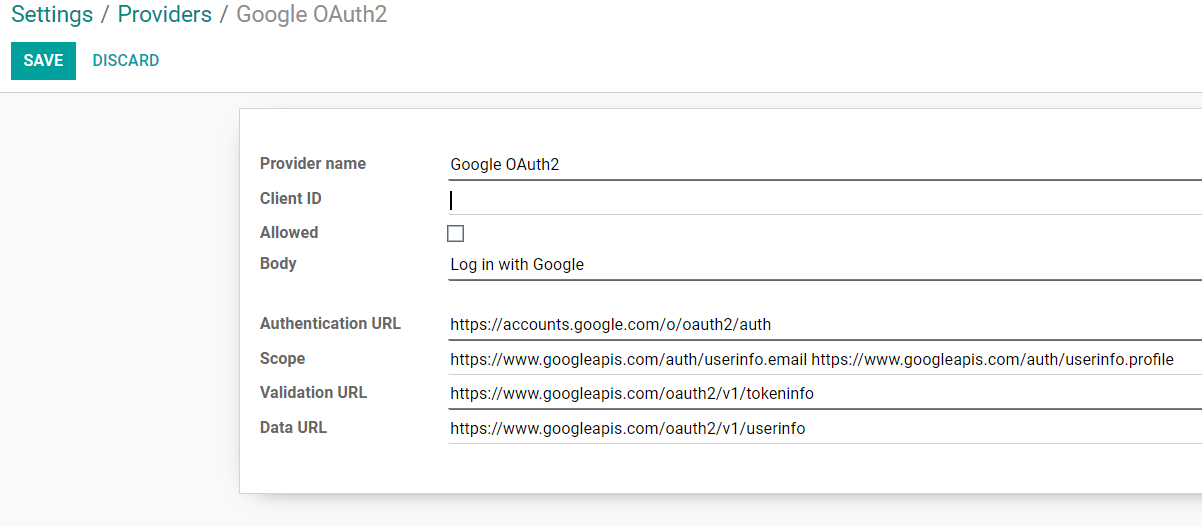 Settings / Providers / Google OAuth2
SAVE DISCARD
Provider name Google OAuth2
Client ID
Allowed
Body Log in with Google
Authentication URL https://accounts.google.com/o/oauth2/auth
Scope https://www.googleapis.com/auth/userinfo.email https://www.googleapis.com/auth/userinfo.profile
Validation URL https://www.googleapis.com/oauth2/v1/tokeninfo
Data URL https://www.googleapis.com/oauth2/v1/userinfo